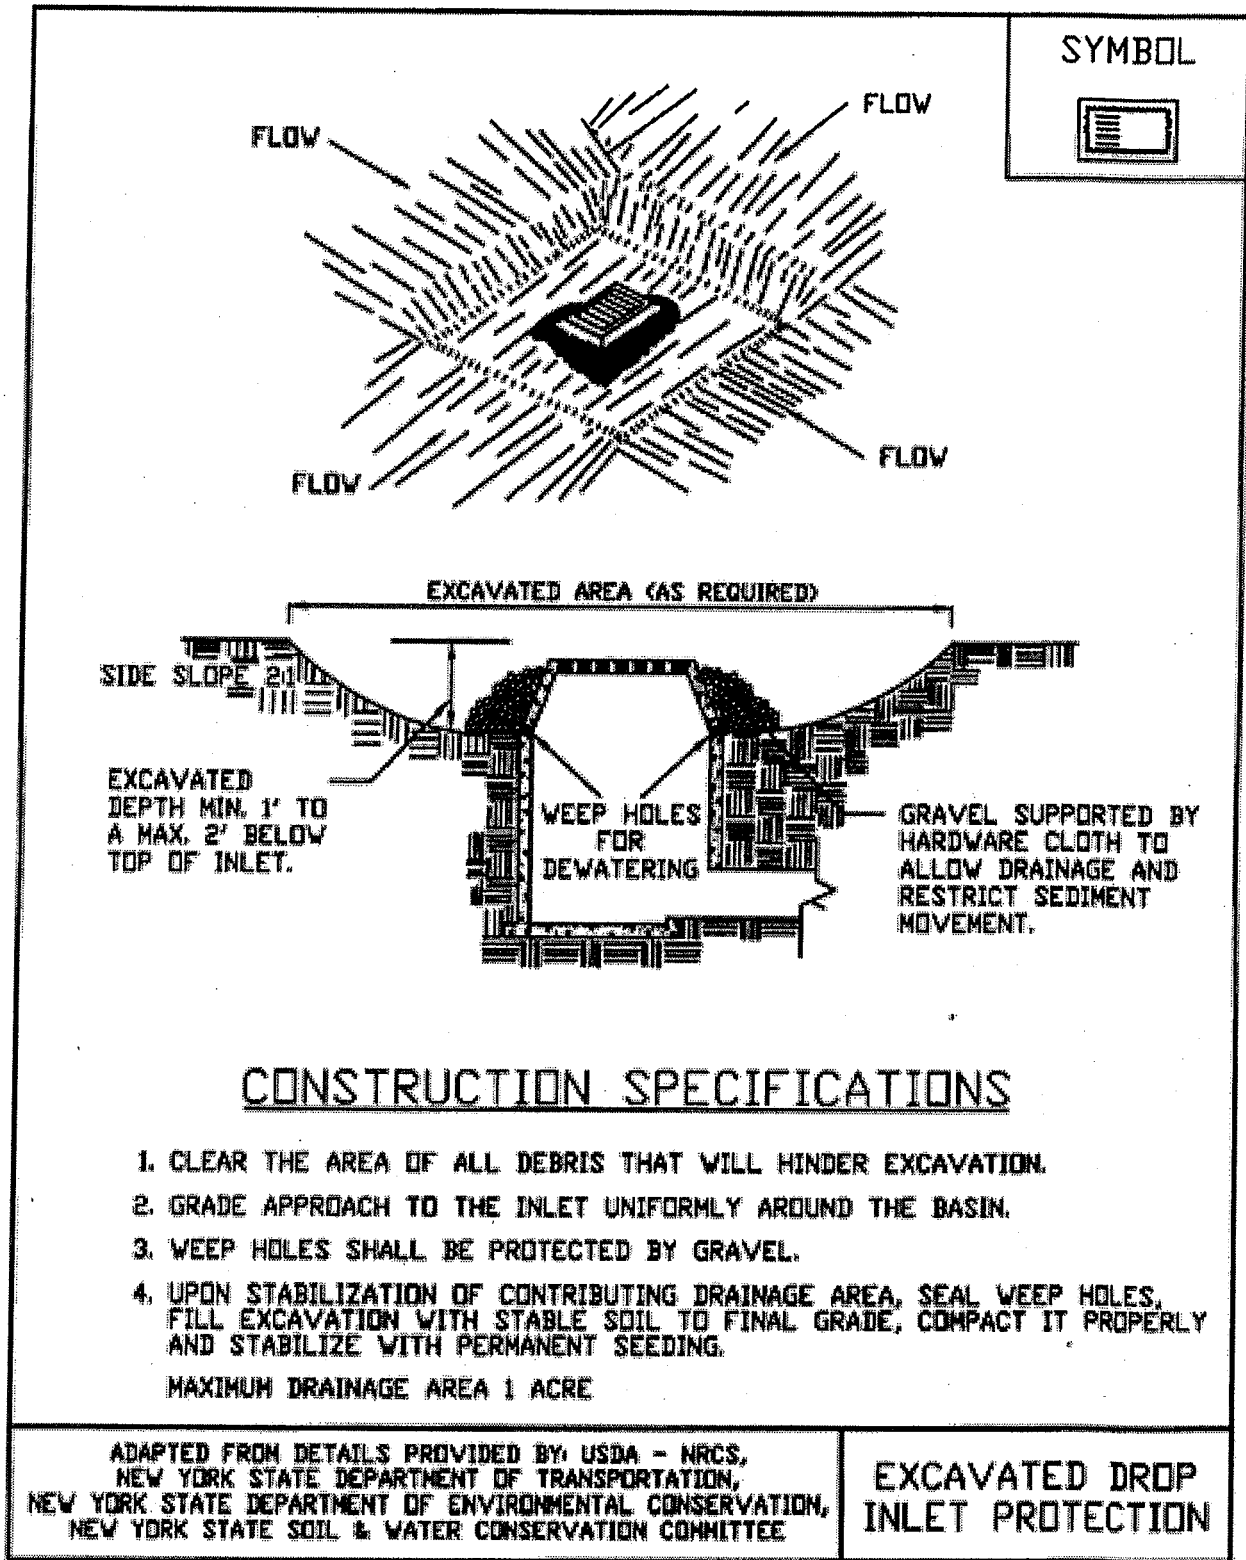 SYMBOL
FLOW
FLOW
FLOW
FLOW
EXCAVATED AREA (AS REQUIRED)
SIDE SLOPE 2:1
EXCAVATED
DEPTH MIN. 1' TO
A MAX. 2' BELOW
TOP OF INLET.
WEEP HOLES
FOR
DEWATERING
GRAVEL SUPPORTED BY
HARDWARE CLOTH TO
ALLOW DRAINAGE AND
RESTRICT SEDIMENT
MOVEMENT.
CONSTRUCTION SPECIFICATIONS
1. CLEAR THE AREA OF ALL DEBRIS THAT WILL HINDER EXCAVATION.
2. GRADE APPROACH TO THE INLET UNIFORMLY AROUND THE BASIN.
3. WEEP HOLES SHALL BE PROTECTED BY GRAVEL.
4. UPON STABILIZATION OF CONTRIBUTING DRAINAGE AREA, SEAL WEEP HOLES,
FILL EXCAVATION WITH STABLE SOIL TO FINAL GRADE, COMPACT IT PROPERLY
AND STABILIZE WITH PERMANENT SEEDING.
MAXIMUM DRAINAGE AREA 1 ACRE
ADAPTED FROM DETAILS PROVIDED BY: USDA - NRCS,
NEW YORK STATE DEPARTMENT OF TRANSPORTATION,
NEW YORK STATE DEPARTMENT OF ENVIRONMENTAL CONSERVATION,
NEW YORK STATE SOIL & WATER CONSERVATION COMMITTEE
EXCAVATED DROP
INLET PROTECTION